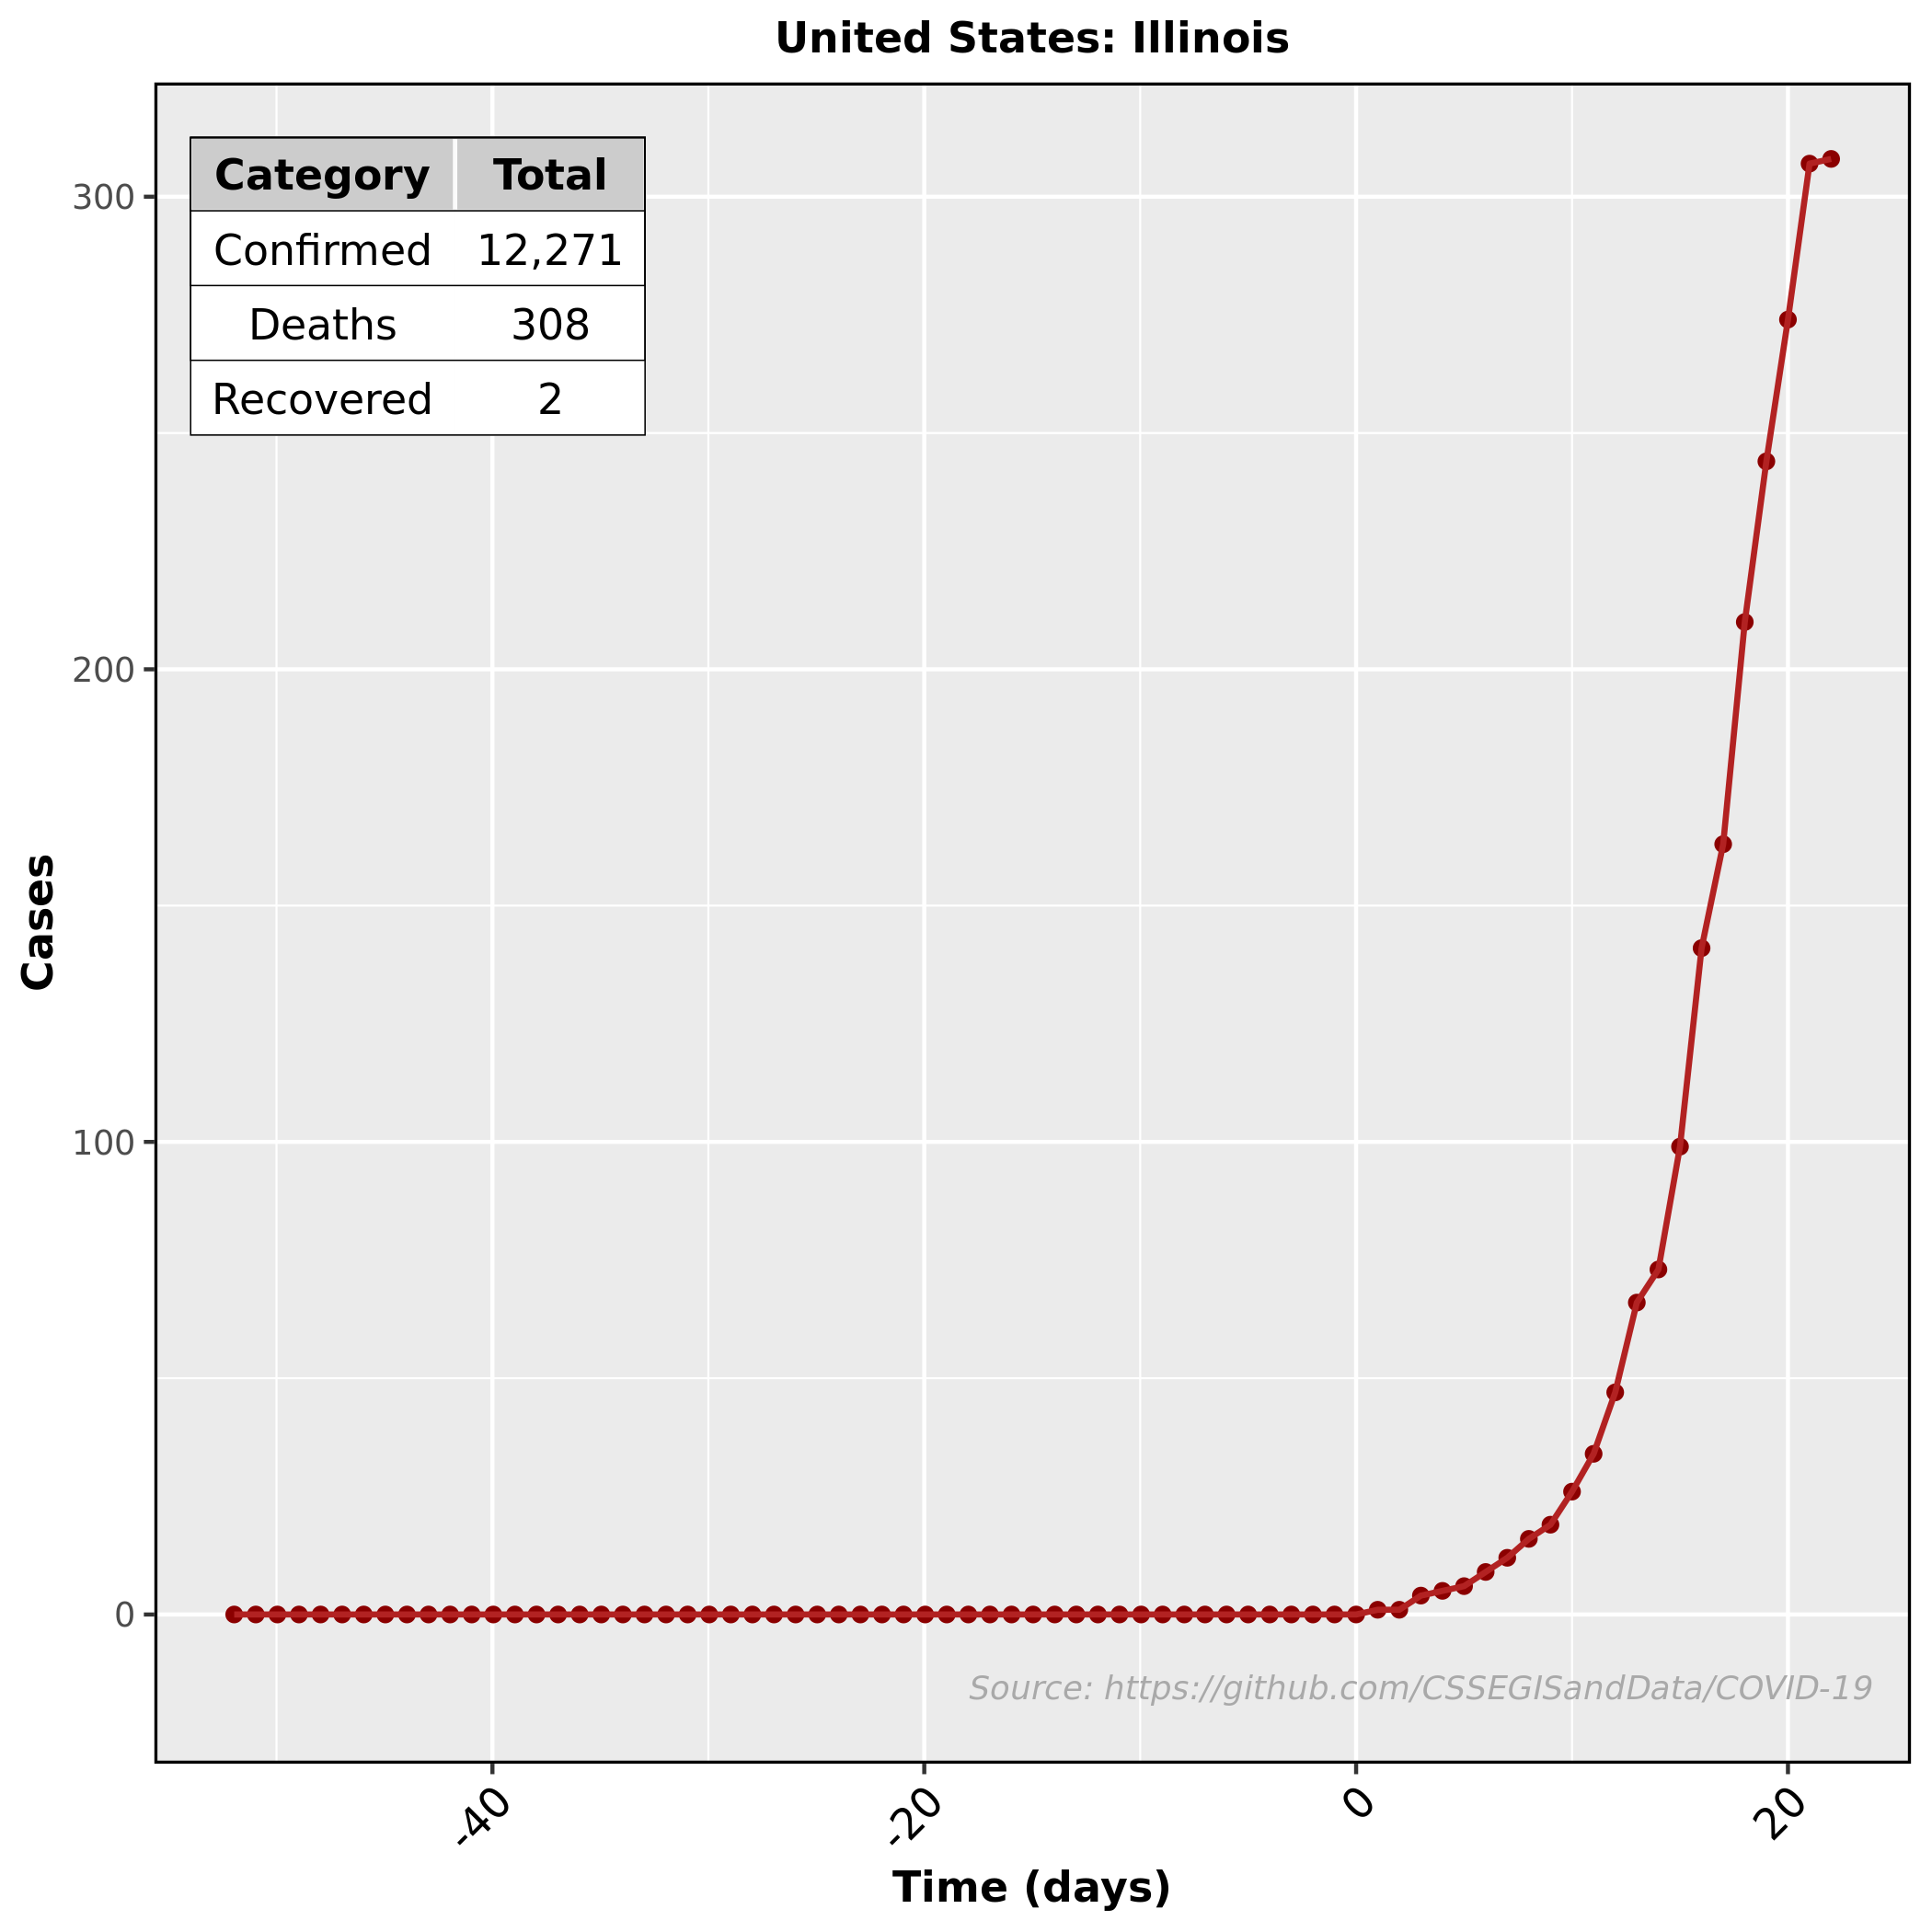 United States: Illinois
Category Total
Confirmed 12,271
Deaths 308
Recovered 2
300
200
100
0
Cases
Source: https://github.com/CSSEGISandData/COVID-19
-40 -20 0 20
Time (days)